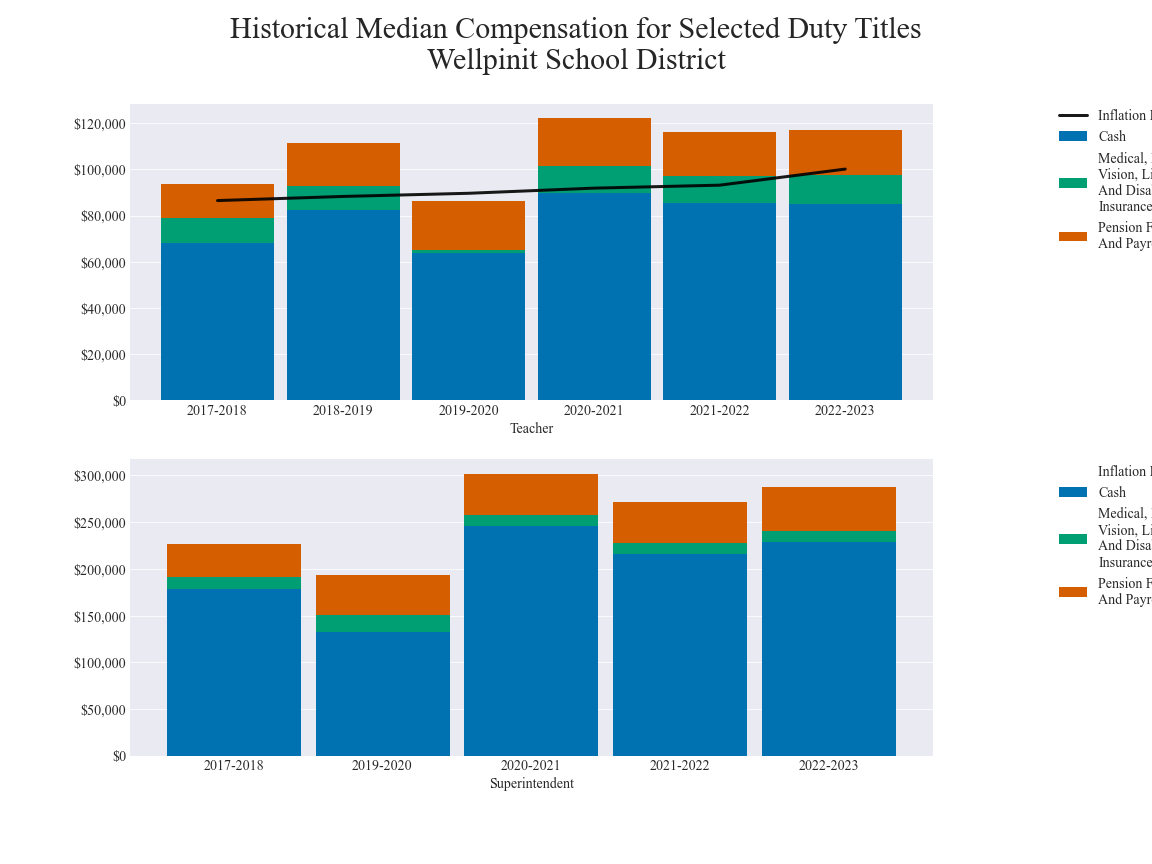 Historical Median Compensation for Selected Duty Titles
Wellpinit School District
$120,000
$100,000
$80,000
$60,000
$40,000
$20,000
$0
2017-2018 2018-2019 2019-2020 2020-2021 2021-2022 2022-2023
Teacher
Inflation
Cash
Medical,
Vision,
And
Insurance
Pension
And
$300,000
$250,000
$200,000
$150,000
$100,000
$50,000
$0
2017-2018 2019-2020 2020-2021 2021-2022 2022-2023
Superintendent
Inflation
Cash
Medical,
Vision,
And
Insurance
Pension
And